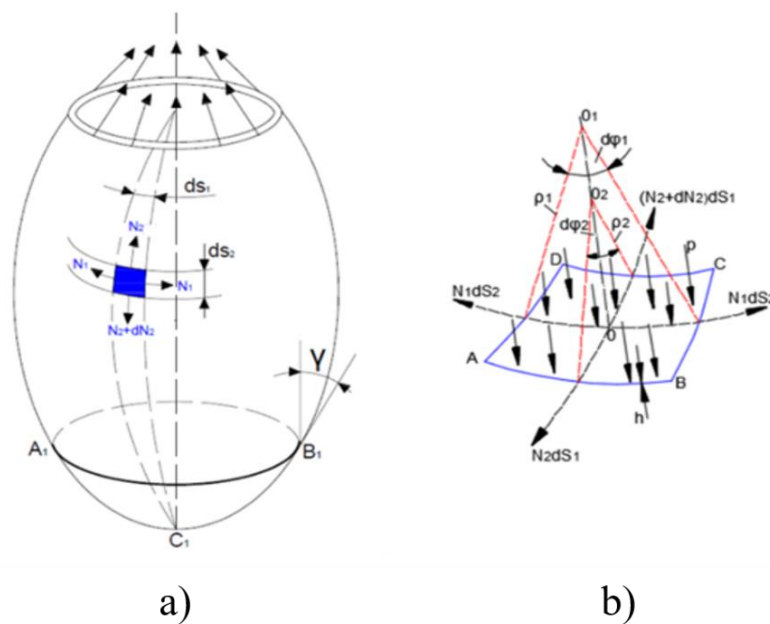 ds₁
N₂
ds₂
N₁
N₁
N₂+dN₂
γ
A₁
B₁
C₁
a)
O₁
dφ₁
O₂
(N₂+dN₂)dS₁
ρ₁
dφ₂
ρ₂
p
D
C
N₁dS₂
N₁dS₂
O
A
B
h
N₂dS₁
b)